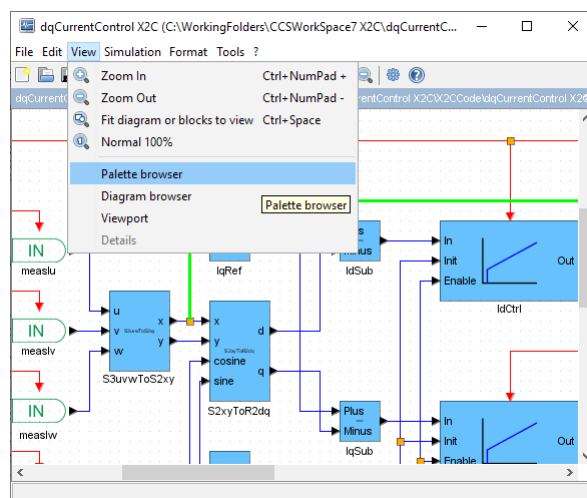 dqCurrentControl X2C (C:\WorkingFolders\CCSWorkSpace7 X2C\dqCurrentC...
File Edit View Simulation Format Tools ?
Zoom In Ctrl+NumPad +
Zoom Out Ctrl+NumPad -
dqCurrentC
entControl X2C\X2CCode\dqCurrentControl X2C
Fit diagram or blocks to view Ctrl+Space
Normal 100%
Palette browser
Diagram browser
Palette browser
Viewport
Details
IN
measIu
IqRef
Minus
IdSub
In
Init
Enable
Out
IdCtrl
IN
measIv
u
v
w
x
y
S3uvwToS2xy
S3uvwToS2xy
x
y
cosine
sine
d
q
S2xyToR2dq
S2xyToR2dq
IN
measIw
Plus
Minus
IqSub
In
Init
Enable
Out